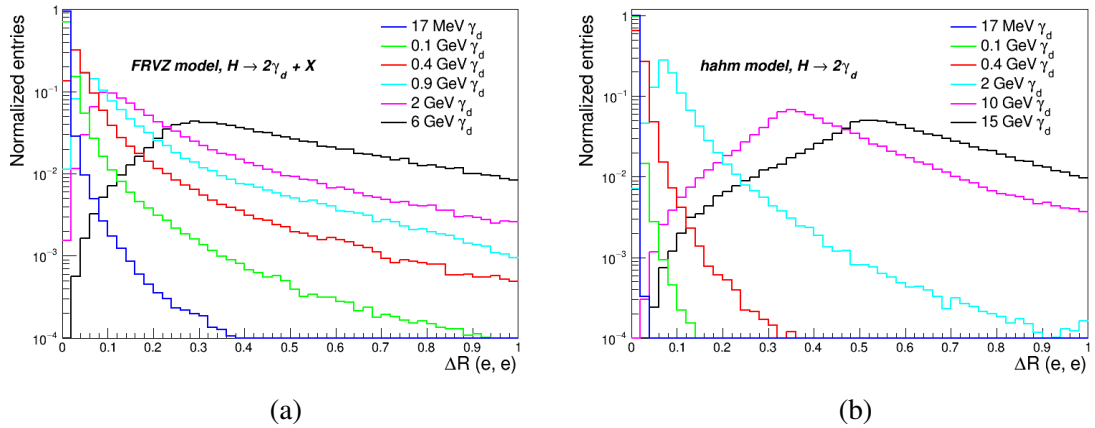 Normalized entries
1
10⁻¹
10⁻²
10⁻³
10⁻⁴
FRVZ model, H → 2γd + X
17 MeV γd
0.1 GeV γd
0.4 GeV γd
0.9 GeV γd
2 GeV γd
6 GeV γd
0 0.1 0.2 0.3 0.4 0.5 0.6 0.7 0.8 0.9 1
ΔR (e, e)
(a)
Normalized entries
1
10⁻¹
10⁻²
10⁻³
10⁻⁴
hahm model, H → 2γd
17 MeV γd
0.1 GeV γd
0.4 GeV γd
2 GeV γd
10 GeV γd
15 GeV γd
0 0.1 0.2 0.3 0.4 0.5 0.6 0.7 0.8 0.9 1
ΔR (e, e)
(b)